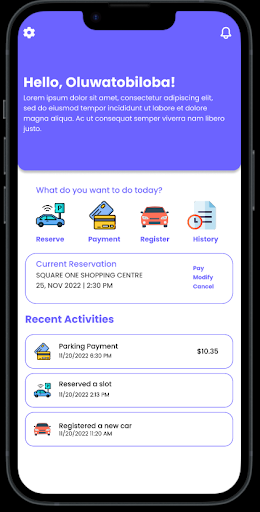 Hello, Oluwatobiloba!
Lorem ipsum dolor sit amet, consectetur adipiscing elit,
sed do eiusmod tempor incididunt ut labore et dolore
magna aliqua. Ac ut consequat semper viverra nam libero
justo.
What do you want to do today?
P
Reserve Payment Register History
Current Reservation
SQUARE ONE SHOPPING CENTRE
25, NOV 2022 | 2:30 PM
Pay
Modify
Cancel
Recent Activities
Parking Payment
11/20/2022 6:30 PM
$10.35
Reserved a slot
11/20/2022 2:13 PM
Registered a new car
11/20/2022 11:20 AM